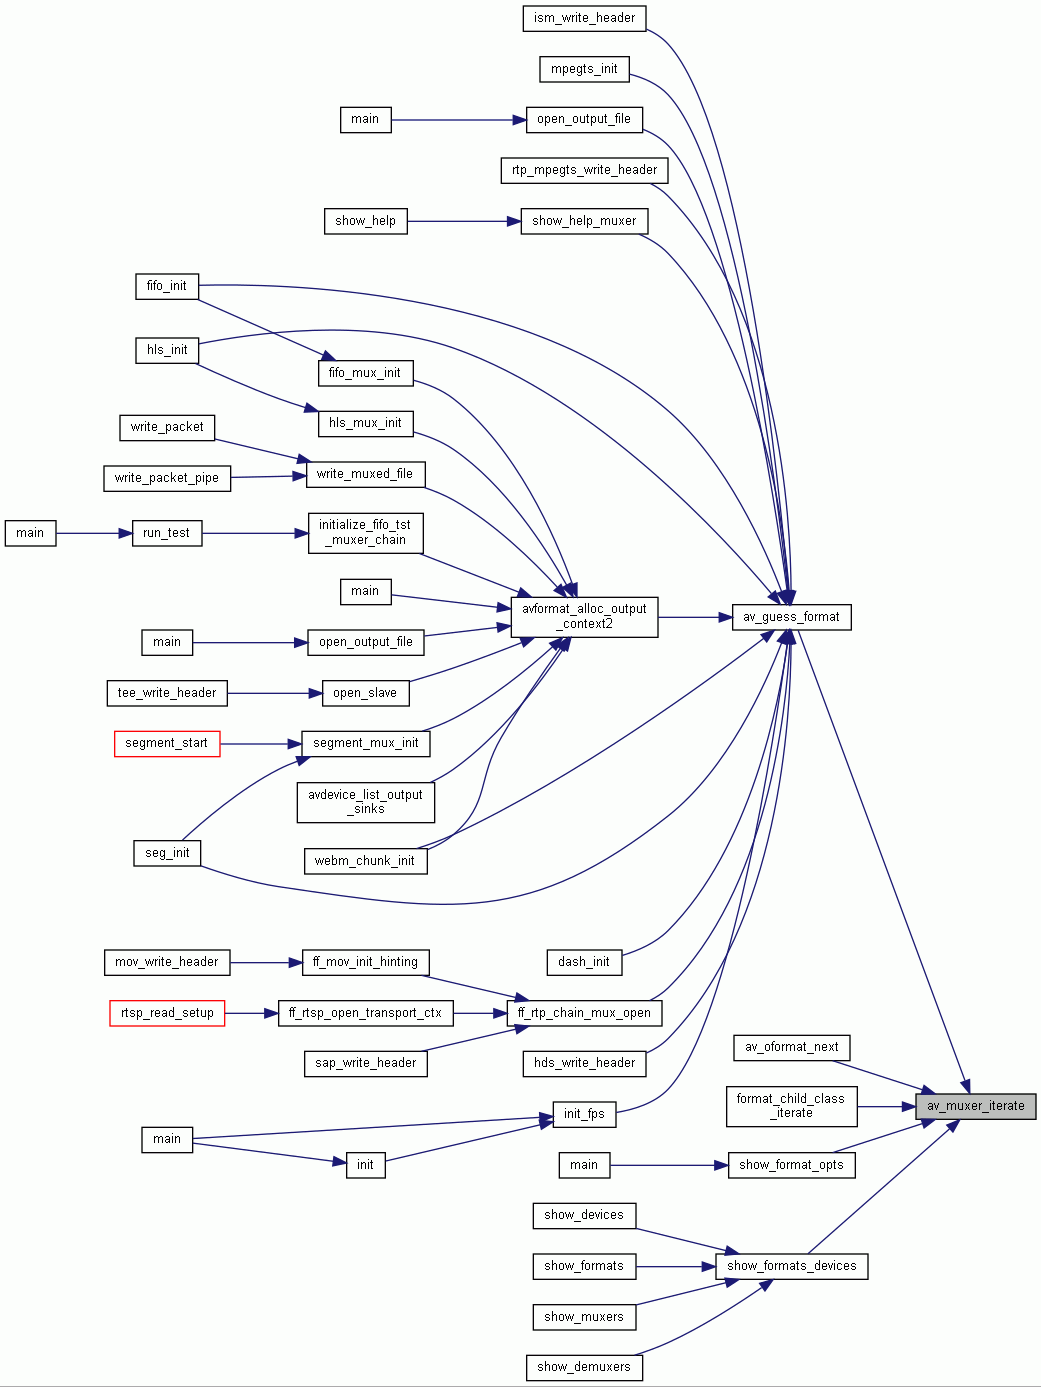 ism_write_header
mpegts_init
main
open_output_file
rtp_mpegts_write_header
show_help
show_help_muxer
fifo_init
hls_init
fifo_mux_init
hls_mux_init
write_packet
write_muxed_file
write_packet_pipe
main
run_test
initialize_fifo_tst
_muxer_chain
main
avformat_alloc_output
_context2
av_guess_format
main
open_output_file
tee_write_header
open_slave
segment_start
segment_mux_init
avdevice_list_output
_sinks
seg_init
webm_chunk_init
mov_write_header
ff_mov_init_hinting
dash_init
rtsp_read_setup
ff_rtsp_open_transport_ctx
ff_rtp_chain_mux_open
sap_write_header
hds_write_header
av_oformat_next
format_child_class
_iterate
av_muxer_iterate
init_fps
main
init
main
show_format_opts
show_devices
show_formats
show_formats_devices
show_muxers
show_demuxers